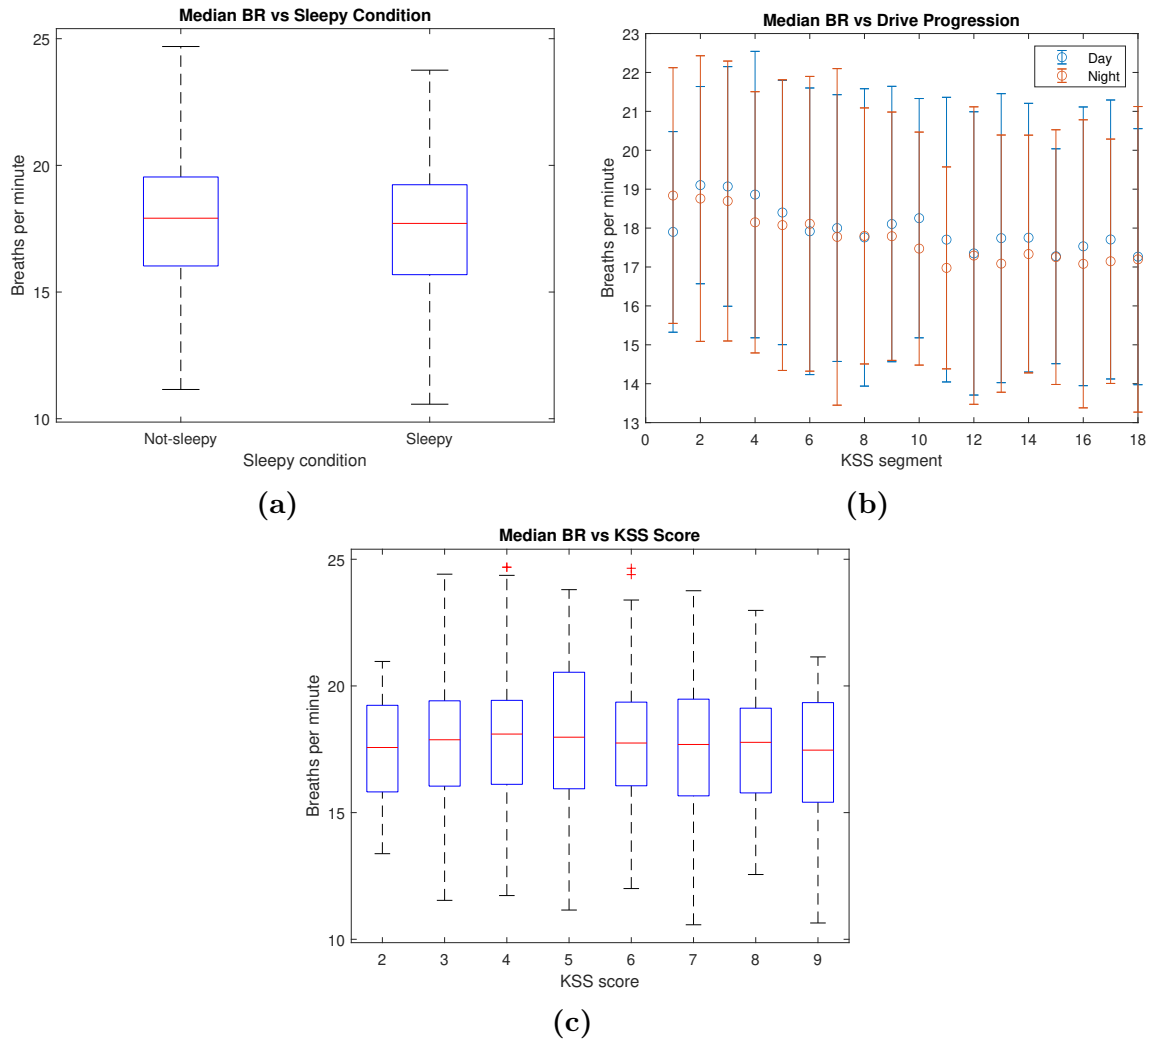 Median BR vs Sleepy Condition
25
20
15
10
Breaths per minute
Not-sleepy
Sleepy
Sleepy condition
(a)
Median BR vs Drive Progression
23
22
21
20
19
18
17
16
15
14
13
Breaths per minute
Day
Night
0 2 4 6 8 10 12 14 16 18
KSS segment
(b)
Median BR vs KSS Score
25
20
15
10
Breaths per minute
2 3 4 5 6 7 8 9
KSS score
(c)